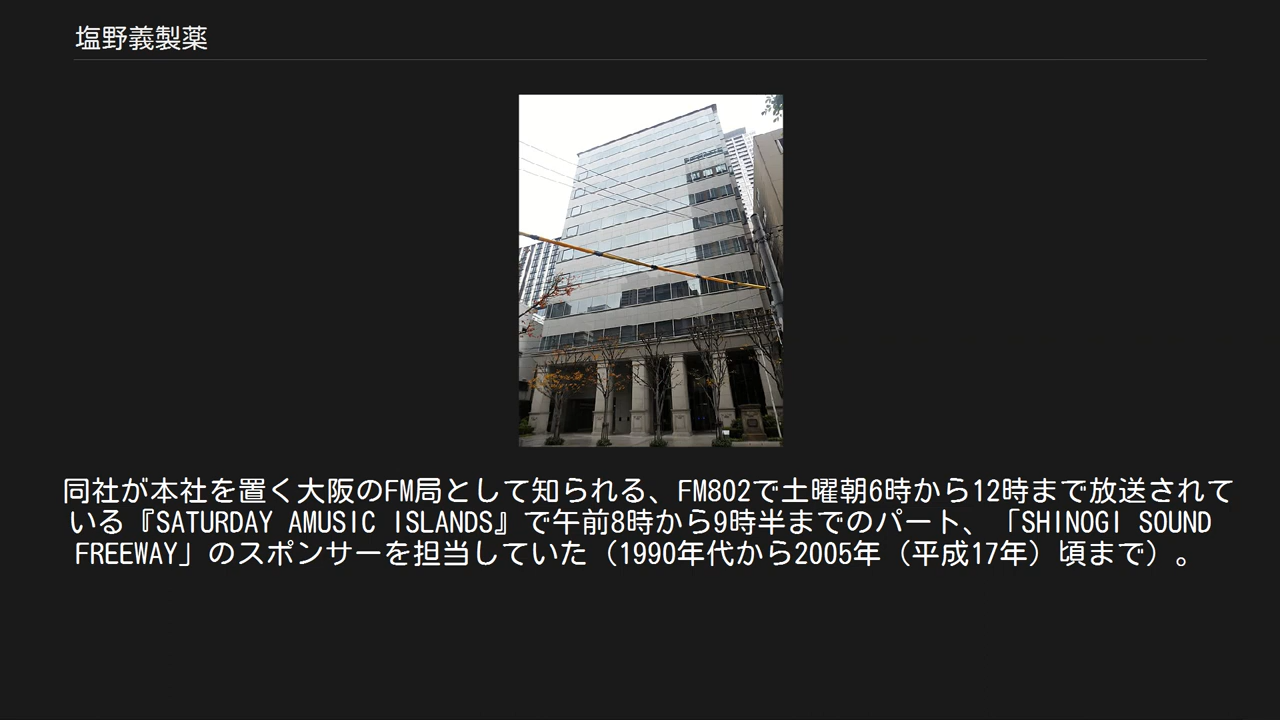 塩野義製薬
同社が本社を置く大阪のFM局として知られる、FM802で土曜朝6時から12時まで放送されて
いる『SATURDAY AMUSIC ISLANDS』で午前8時から9時半までのパート、「SHINOGI SOUND
FREEWAY」のスポンサーを担当していた（1990年代から2005年（平成17年）頃まで）。